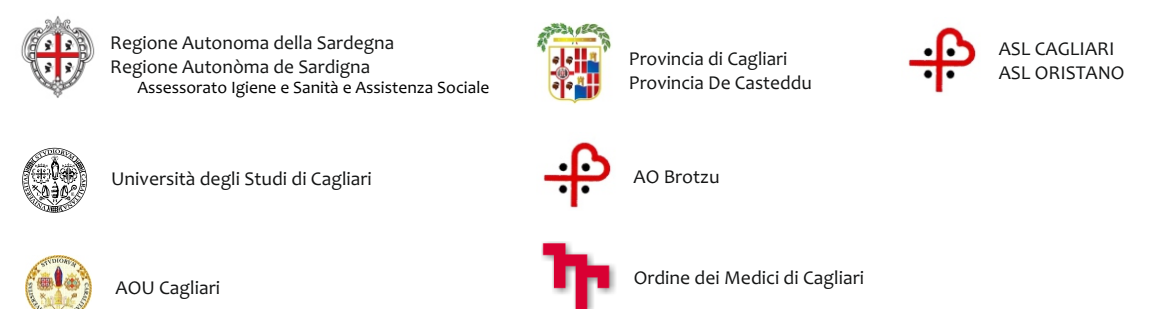 Regione Autonoma della Sardegna
Regione Autonòma de Sardigna
Assessorato Igiene e Sanità e Assistenza Sociale
Provincia di Cagliari
Provincia De Casteddu
ASL CAGLIARI
ASL ORISTANO
Università degli Studi di Cagliari
AO Brotzu
AOU Cagliari
Ordine dei Medici di Cagliari